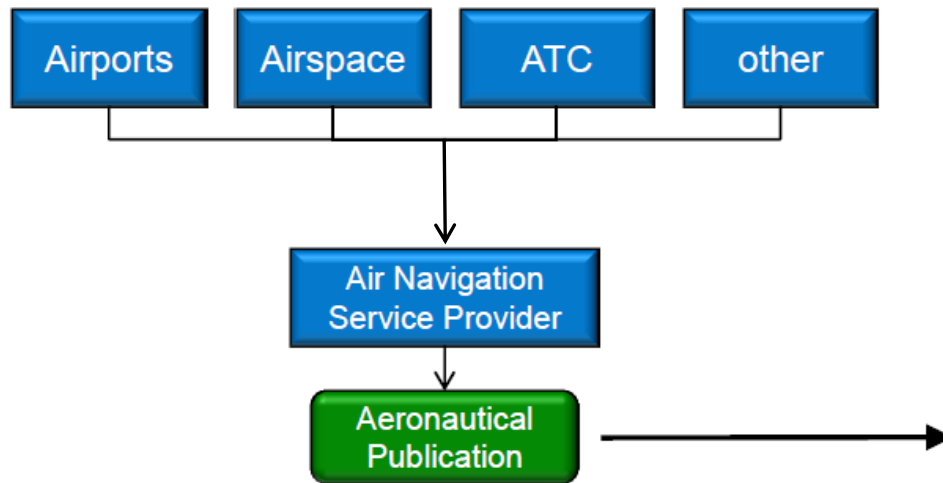 Airports
Airspace
ATC
other
Air Navigation
Service Provider
Aeronautical
Publication